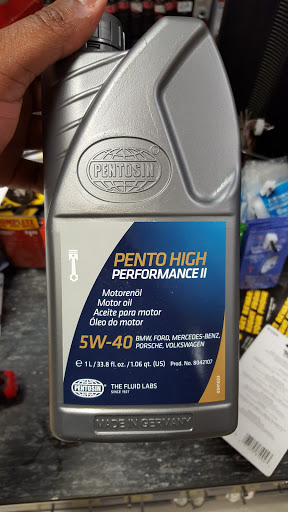 PENTOSIN
PENTO HIGH
PERFORMANCE II
Motorenöl
Motor oil
Aceite para motor
Óleo do motor
5W-40 BMW, FORD, MERCEDES-BENZ,
PORSCHE, VOLKSWAGEN
℮ 1 L / 33.8 fl. oz. / 1.06 qt. (US) Prod. No. 8042107
PENTOSIN
THE FLUID LABS
SINCE 1927
MADE IN GERMANY